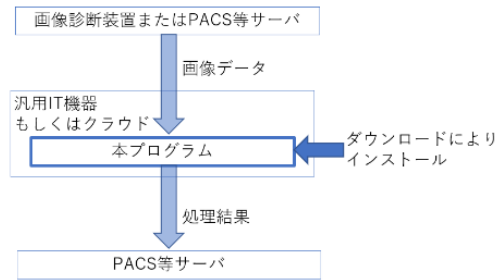 画像診断装置またはPACS等サーバ
画像データ
汎用IT機器
もしくはクラウド
本プログラム
ダウンロードにより
インストール
処理結果
PACS等サーバ